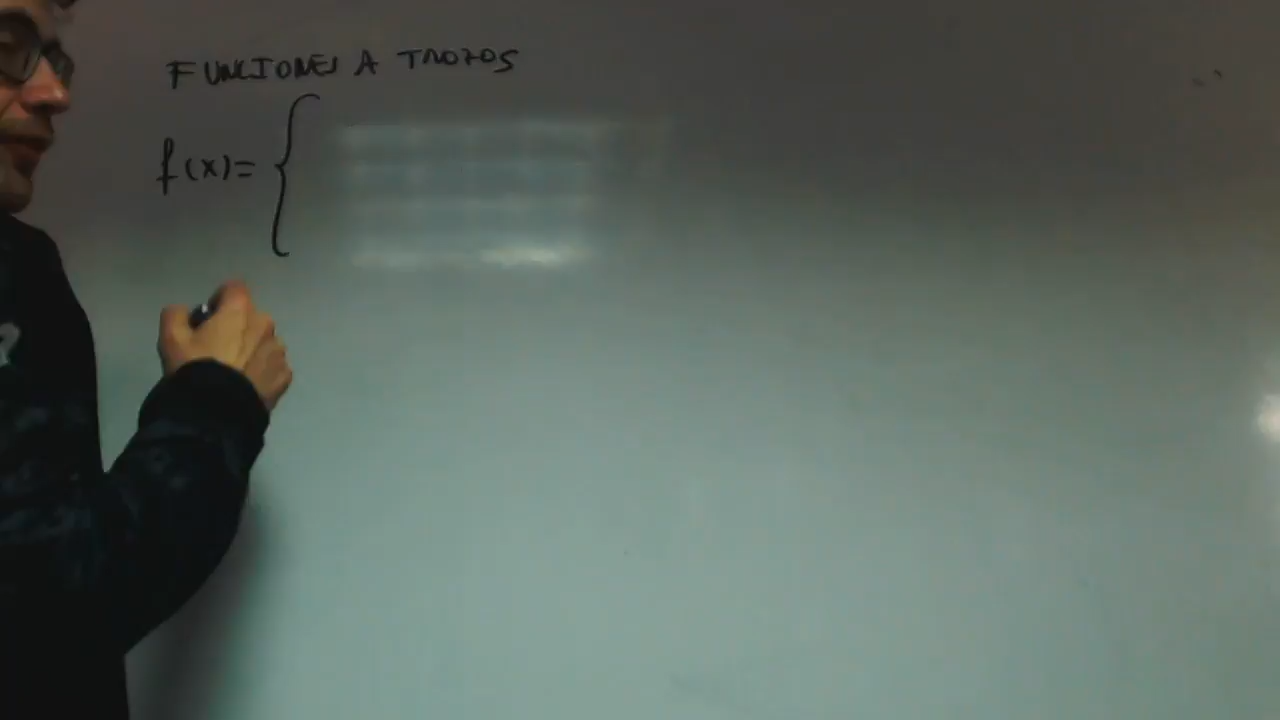 FUNCIONES A TROZOS
f(x)= {